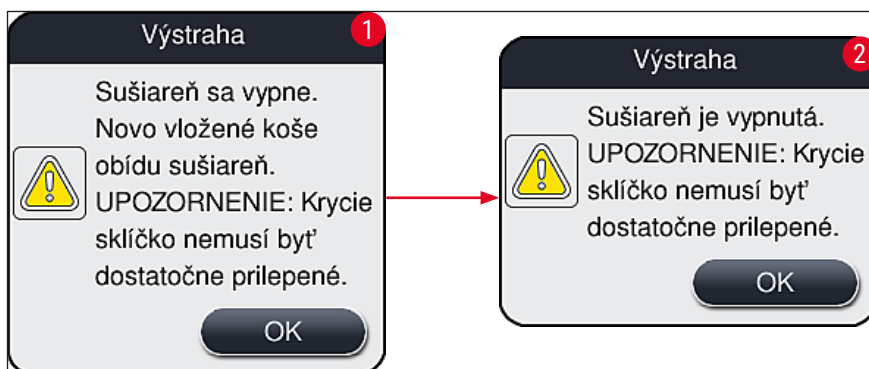 Výstraha
1
Sušiareň sa vypne.
Novo vložené koše
obídu sušiareň.
UPOZORNENIE: Krycie
sklíčko nemusí byť
dostatočne prilepené.
OK
Výstraha
2
Sušiareň je vypnutá.
UPOZORNENIE: Krycie
sklíčko nemusí byť
dostatočne prilepené.
OK